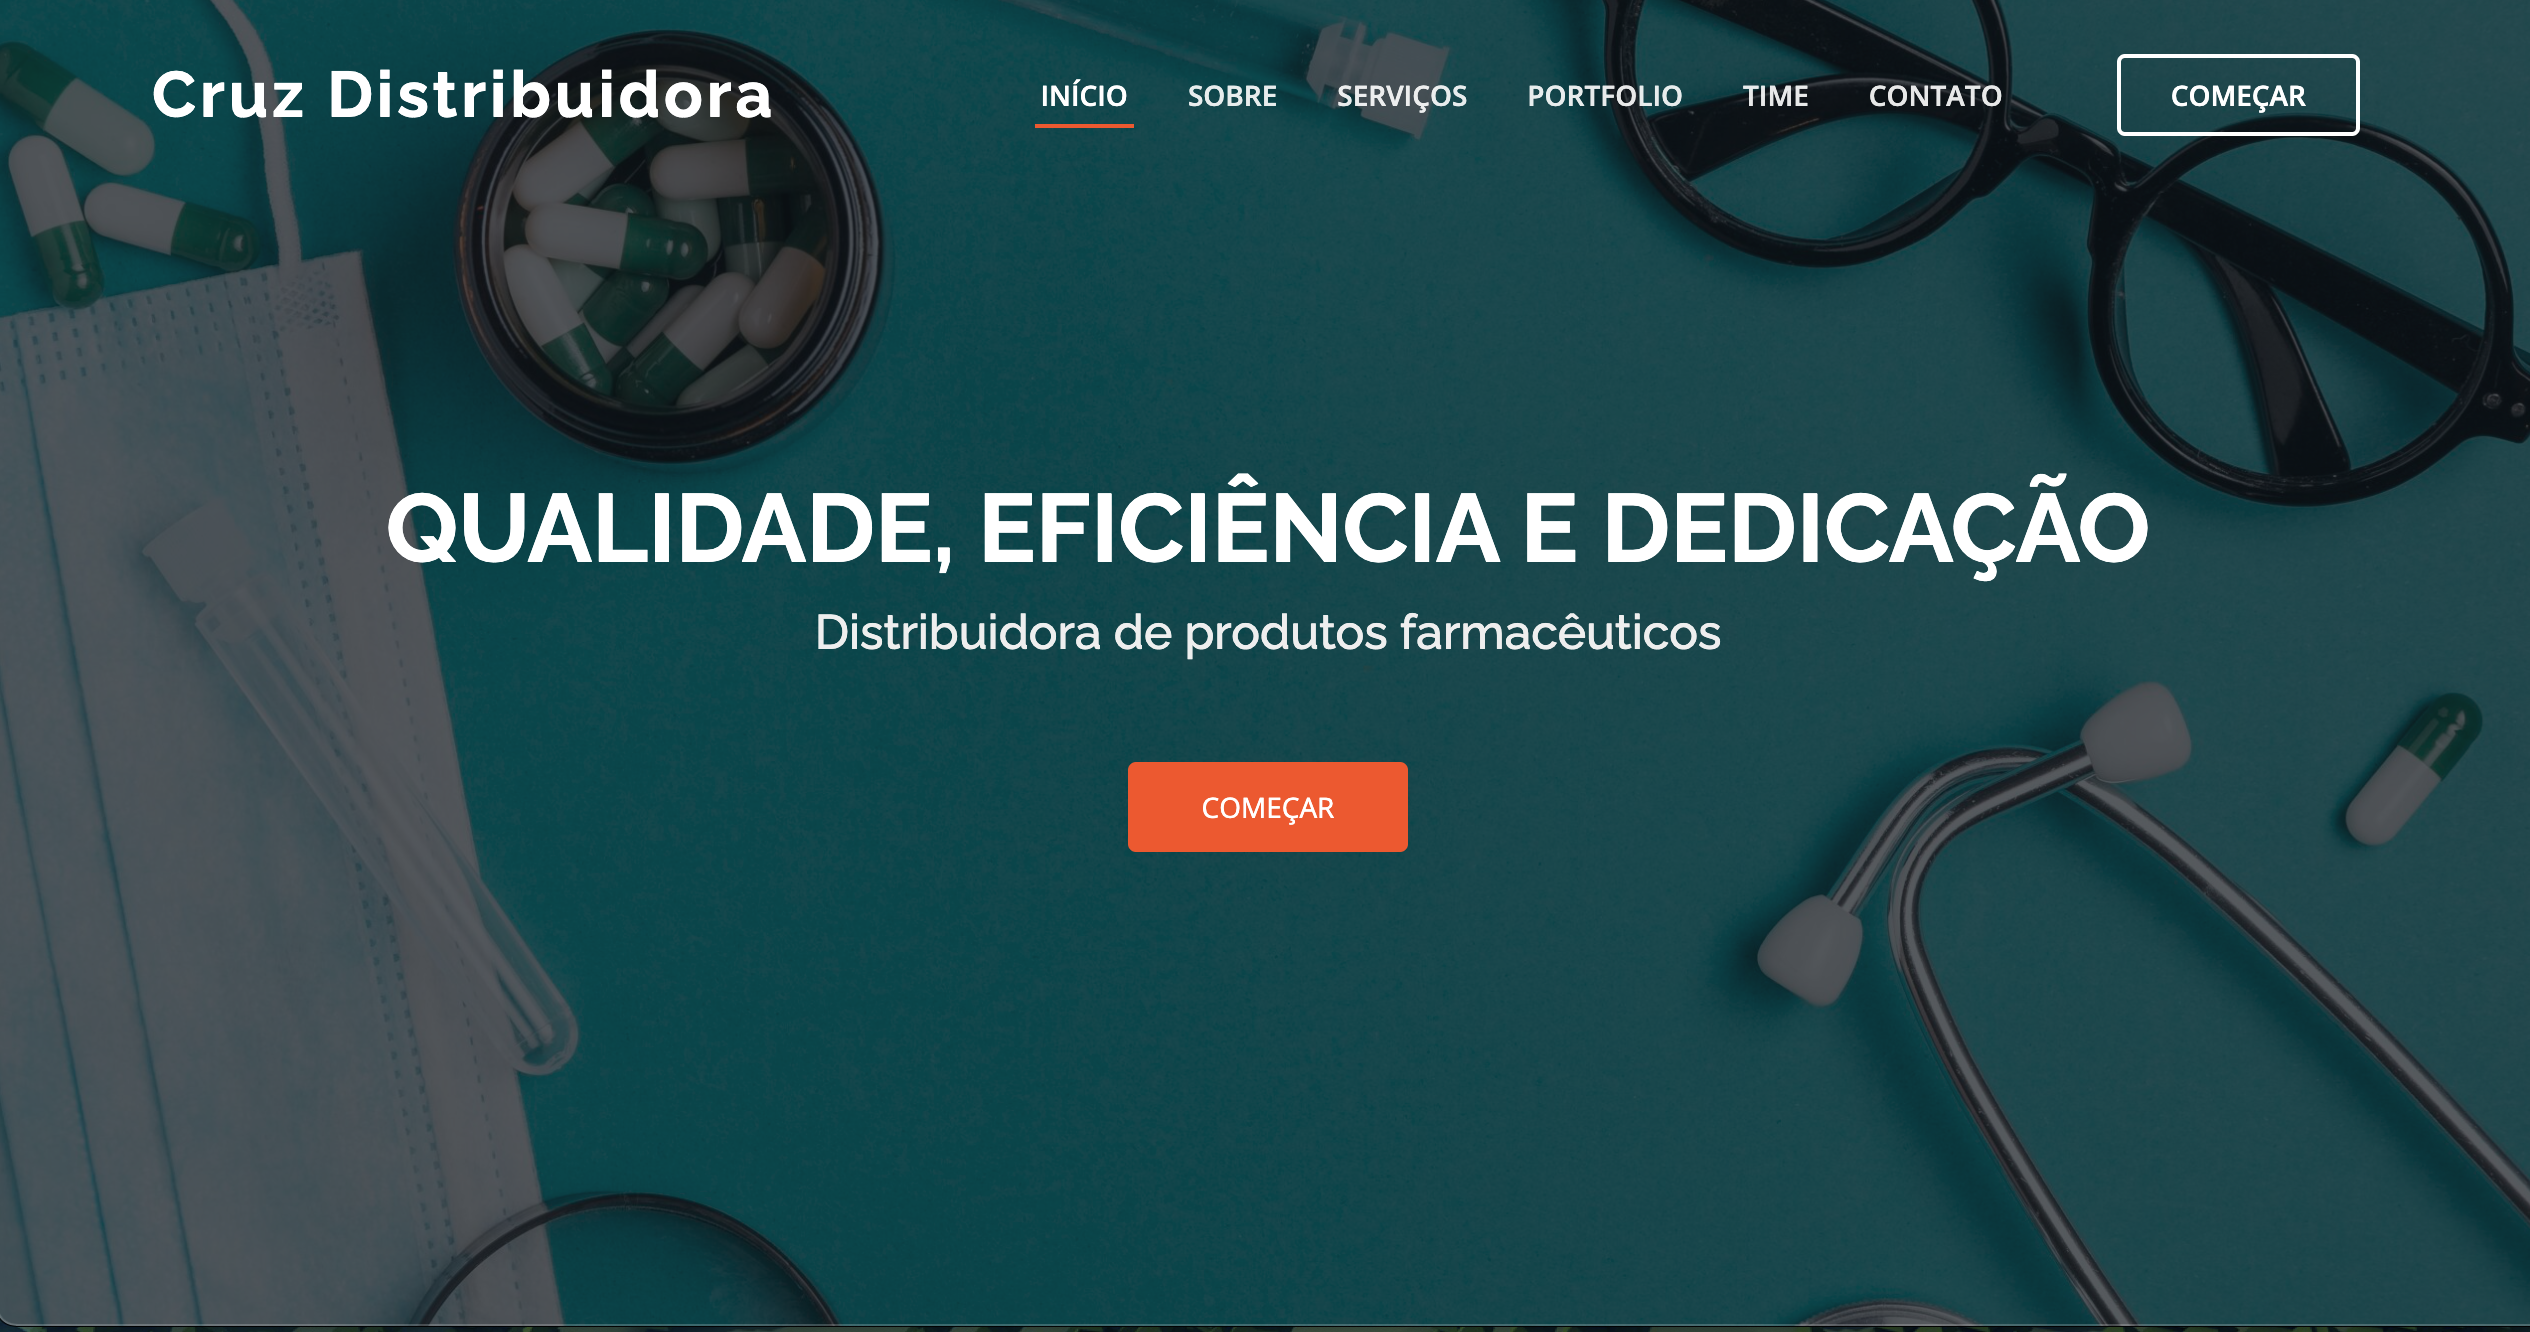 Cruz Distribuidora
INÍCIO
SOBRE
SERVIÇOS
PORTFOLIO
TIME
CONTATO
COMEÇAR
QUALIDADE, EFICIÊNCIA E DEDICAÇÃO
Distribuidora de produtos farmacêuticos
COMEÇAR